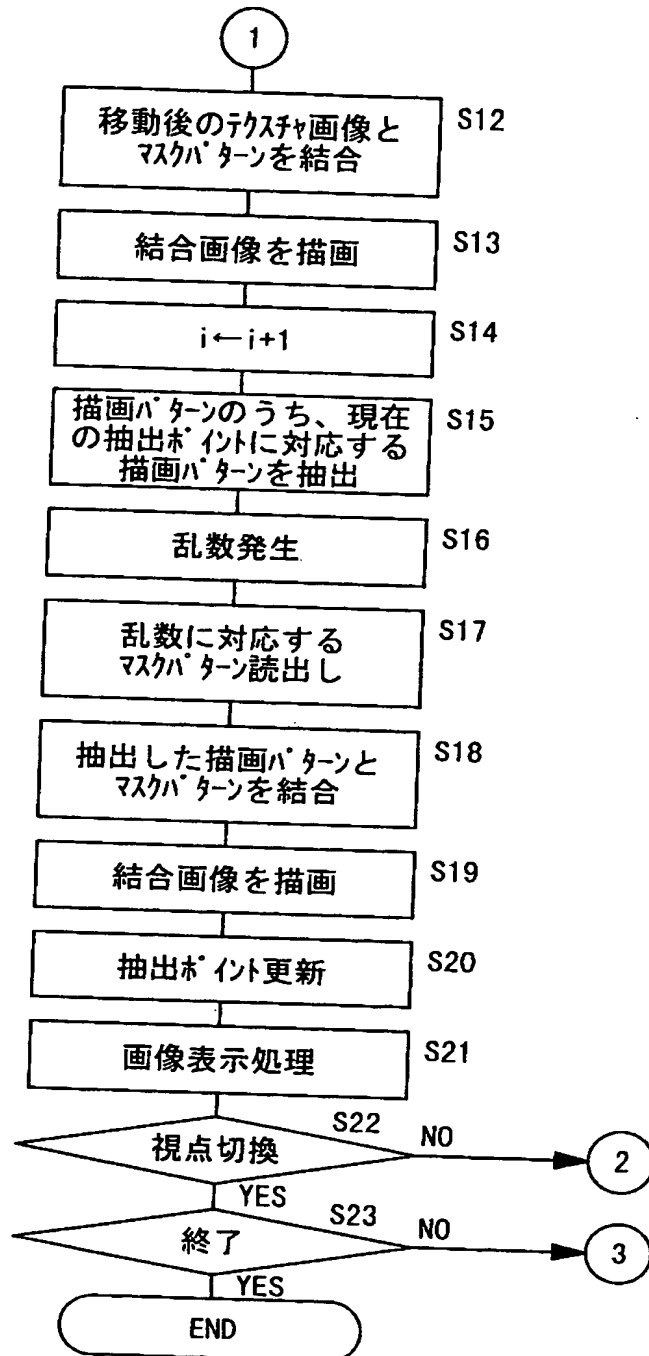 1
移動後のテクスチャ画像と
マスクパターンを結合
S12
結合画像を描画
S13
i←i+1
S14
描画パターンのうち、現在
の抽出ポイントに対応する
描画パターンを抽出
S15
乱数発生
S16
乱数に対応する
マスクパターン読出し
S17
抽出した描画パターンと
マスクパターンを結合
S18
結合画像を描画
S19
抽出ポイント更新
S20
画像表示処理
S21
視点切換
S22
NO
2
YES
終了
S23
NO
3
YES
END